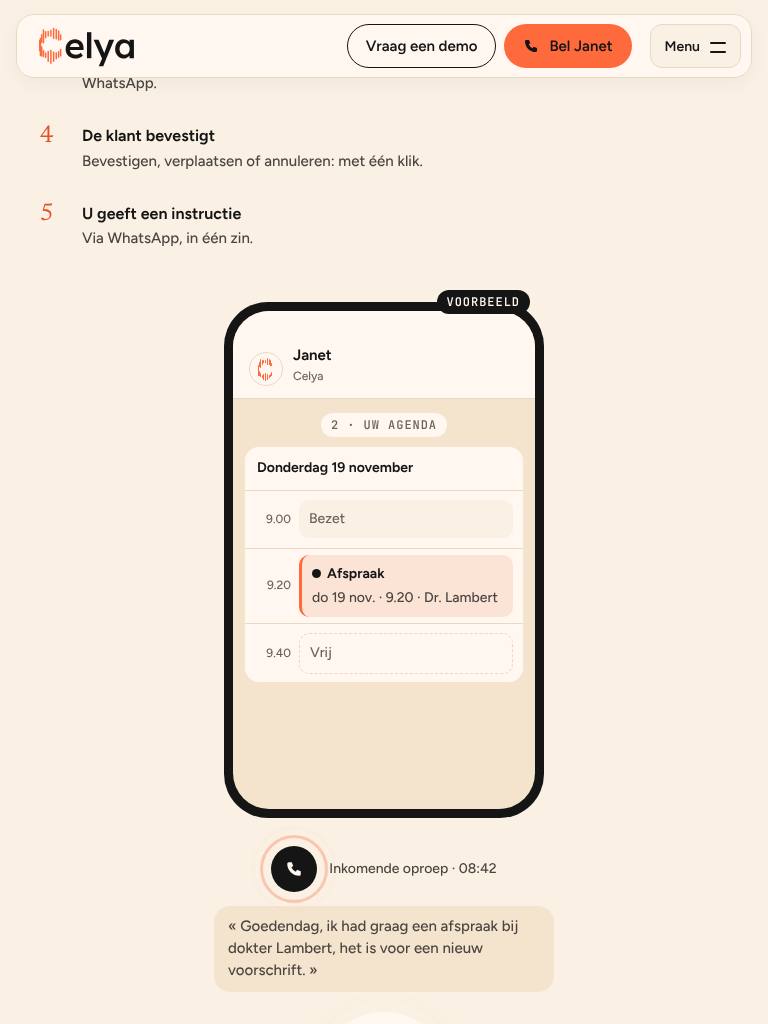 Celya
Vraag een demo
Bel Janet
Menu
WhatsApp.
4
De klant bevestigt
Bevestigen, verplaatsen of annuleren: met één klik.
5
U geeft een instructie
Via WhatsApp, in één zin.
VOORBEELD
Janet
Celya
2 · UW AGENDA
Donderdag 19 november
9.00
Bezet
9.20
Afspraak
do 19 nov. · 9.20 · Dr. Lambert
9.40
Vrij
Inkomende oproep · 08:42
« Goedendag, ik had graag een afspraak bij
dokter Lambert, het is voor een nieuw
voorschrift. »